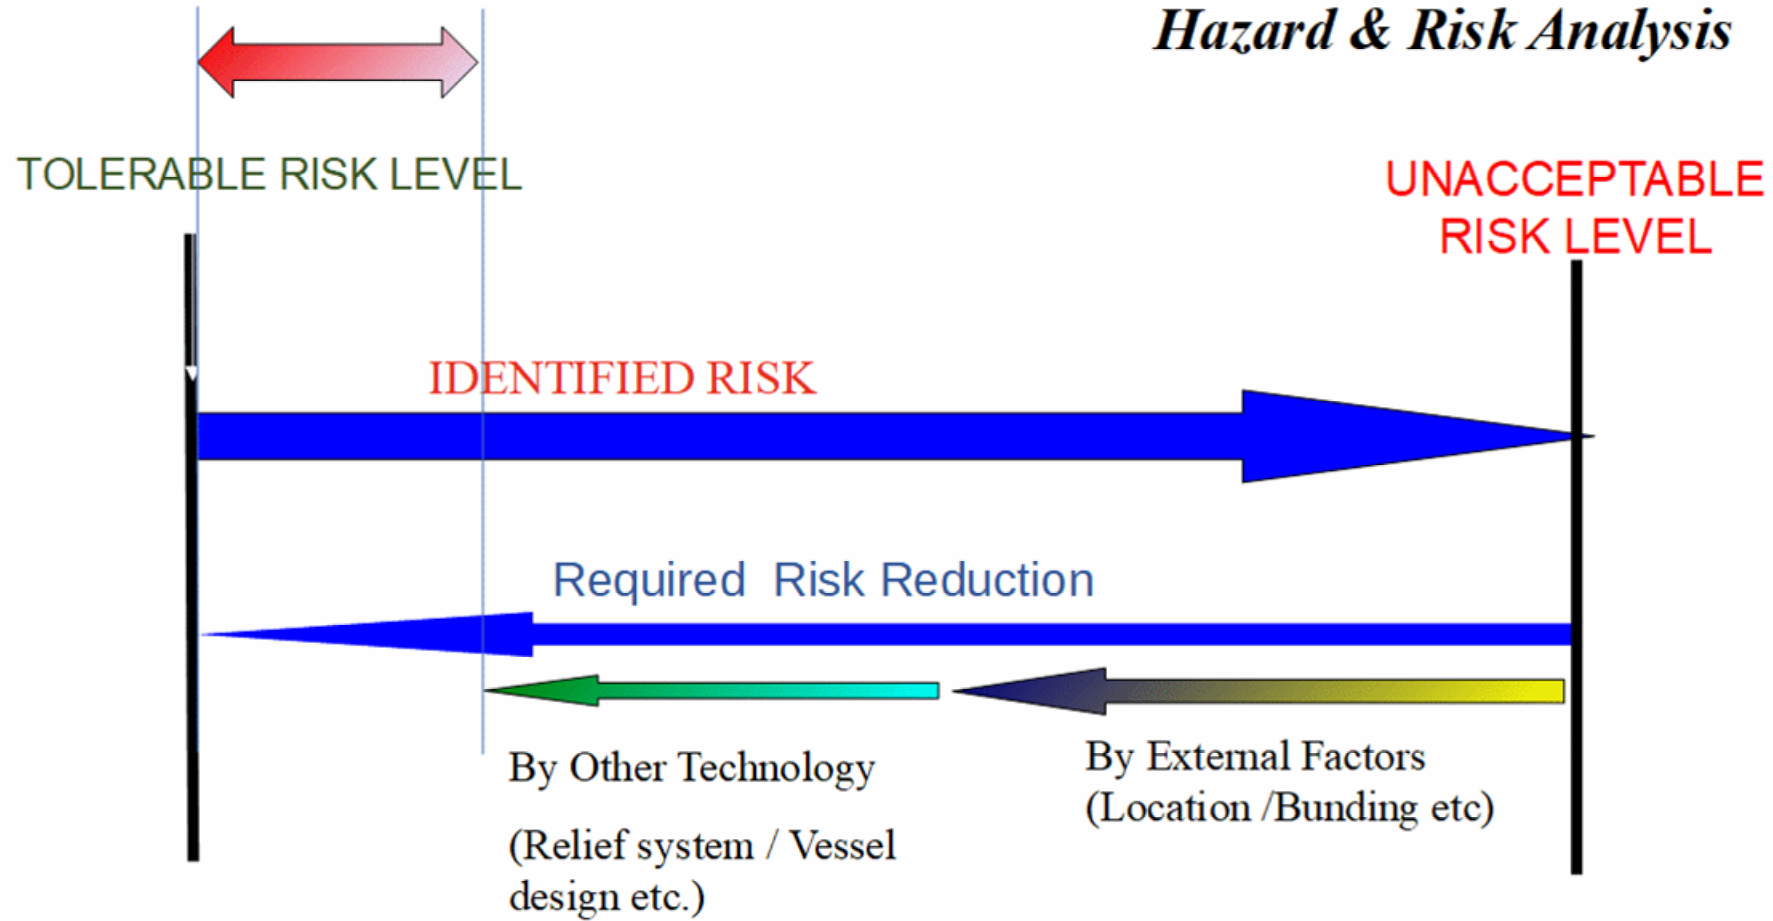 Hazard & Risk Analysis
TOLERABLE RISK LEVEL
UNACCEPTABLE
RISK LEVEL
IDENTIFIED RISK
Required Risk Reduction
By Other Technology
(Relief system / Vessel
design etc.)
By External Factors
(Location /Bunding etc)